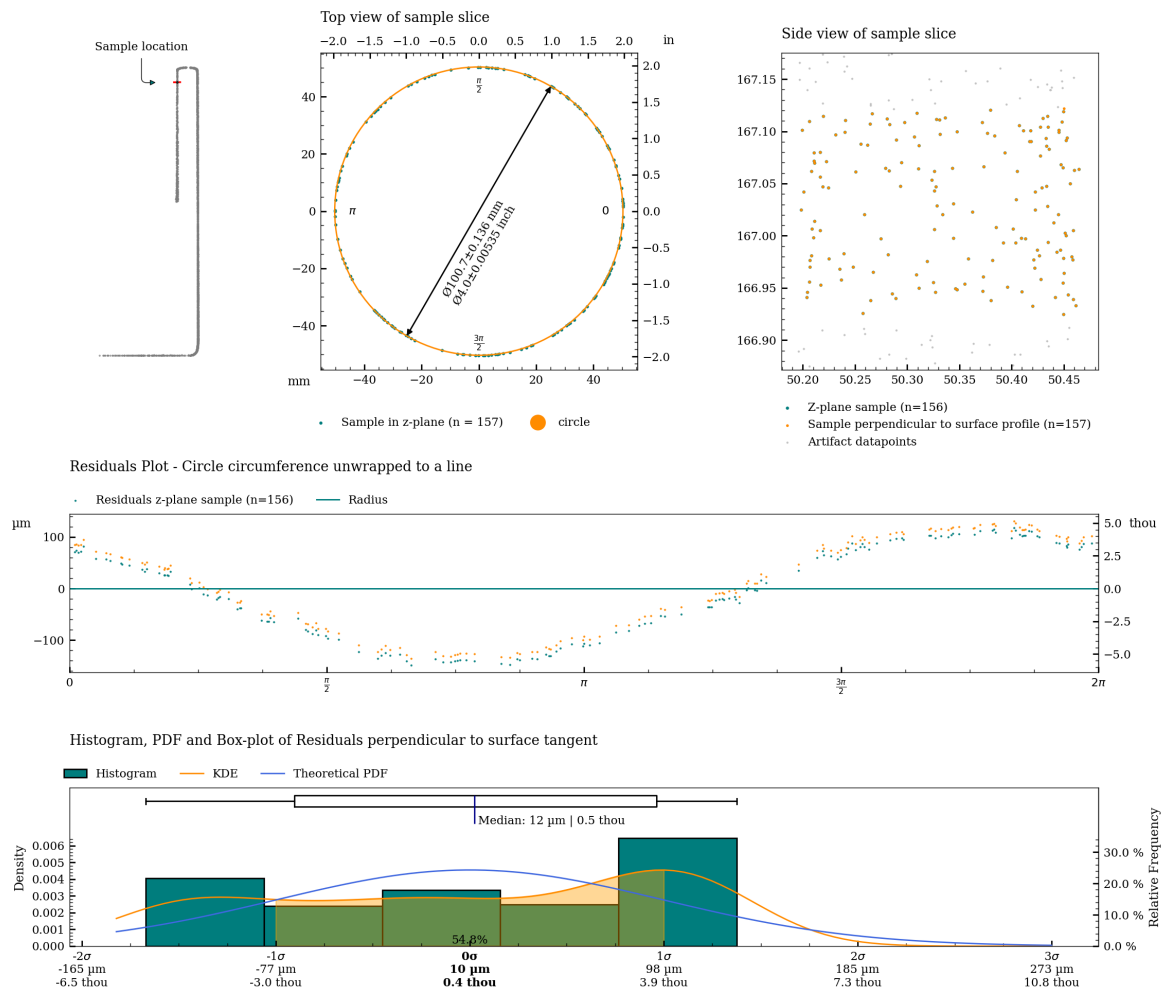 Sample location
Top view of sample slice
−2.0 −1.5 −1.0 −0.5 0.0 0.5 1.0 1.5 2.0 in
40
20
0
−20
−40
mm
π/2
π
0
3π/2
Ø100.7±0.136 mm
Ø4.0±0.00535 inch
2.0
1.5
1.0
0.5
0.0
−0.5
−1.0
−1.5
−2.0
−40 −20 0 20 40
Sample in z-plane (n = 157) circle
Side view of sample slice
167.15
167.10
167.05
167.00
166.95
166.90
50.20 50.25 50.30 50.35 50.40 50.45
Z-plane sample (n=156)
Sample perpendicular to surface profile (n=157)
Artifact datapoints
Residuals Plot - Circle circumference unwrapped to a line
Residuals z-plane sample (n=156) Radius
µm
100
0
−100
5.0 thou
2.5
0.0
−2.5
−5.0
0 π/2 π 3π/2 2π
Histogram, PDF and Box-plot of Residuals perpendicular to surface tangent
Histogram KDE Theoretical PDF
Median: 12 µm | 0.5 thou
Density
0.006
0.005
0.004
0.003
0.002
0.001
0.000
54.8%
30.0 %
20.0 %
10.0 %
0.0 %
Relative Frequency
-2σ -1σ 0σ 1σ 2σ 3σ
-165 µm -77 µm 10 µm 98 µm 185 µm 273 µm
-6.5 thou -3.0 thou 0.4 thou 3.9 thou 7.3 thou 10.8 thou